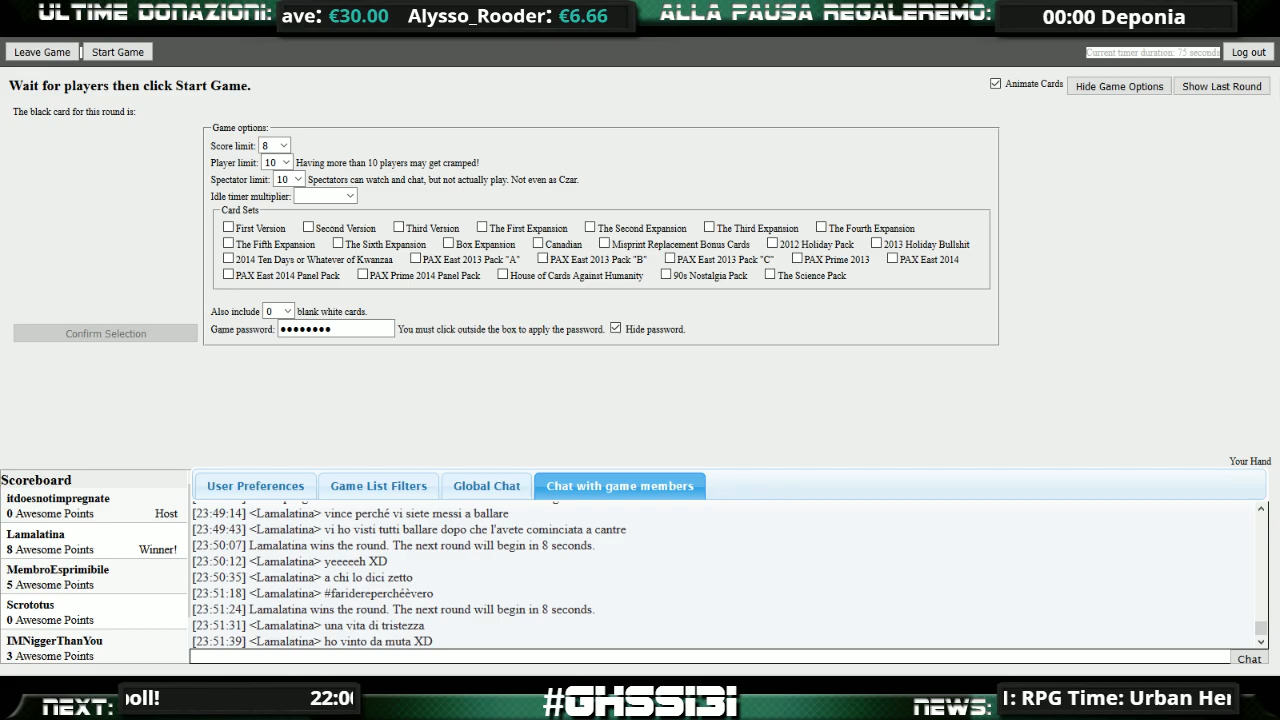 ULTIME DONAZIONI: ave: €30.00 Alysso_Rooder: €6.66 ALLA PAUSA REGALEREMO: 00:00 Deponia
Leave Game Start Game Current timer duration: 75 seconds Log out
Wait for players then click Start Game. Animate Cards Hide Game Options Show Last Round
The black card for this round is:
Game options:
Score limit: 8
Player limit: 10 Having more than 10 players may get cramped!
Spectator limit: 10 Spectators can watch and chat, but not actually play. Not even as Czar.
Idle timer multiplier:
Card Sets
First Version Second Version Third Version The First Expansion The Second Expansion The Third Expansion The Fourth Expansion
The Fifth Expansion The Sixth Expansion Box Expansion Canadian Misprint Replacement Bonus Cards 2012 Holiday Pack 2013 Holiday Bullshit
2014 Ten Days or Whatever of Kwanzaa PAX East 2013 Pack "A" PAX East 2013 Pack "B" PAX East 2013 Pack "C" PAX Prime 2013 PAX East 2014
PAX East 2014 Panel Pack PAX Prime 2014 Panel Pack House of Cards Against Humanity 90s Nostalgia Pack The Science Pack
Also include 0 blank white cards.
Game password: ●●●●●●●● You must click outside the box to apply the password. Hide password.
Confirm Selection
Your Hand
Scoreboard
itdoesnotimpregnate
0 Awesome Points Host
Lamalatina
8 Awesome Points Winner!
MembroEsprimibile
5 Awesome Points
Scrototus
0 Awesome Points
IMNiggerThanYou
3 Awesome Points
User Preferences Game List Filters Global Chat Chat with game members
[23:49:14] <Lamalatina> vince perché vi siete messi a ballare
[23:49:43] <Lamalatina> vi ho visti tutti ballare dopo che l'avete cominciata a cantre
[23:50:07] Lamalatina wins the round. The next round will begin in 8 seconds.
[23:50:12] <Lamalatina> yeeeeeh XD
[23:50:35] <Lamalatina> a chi lo dici zetto
[23:51:18] <Lamalatina> #faridereperchéèvero
[23:51:24] Lamalatina wins the round. The next round will begin in 8 seconds.
[23:51:31] <Lamalatina> una vita di tristezza
[23:51:39] <Lamalatina> ho vinto da muta XD
Chat
NEXT: poll! 22:00 #GHSSI3I NEWS: I: RPG Time: Urban Her